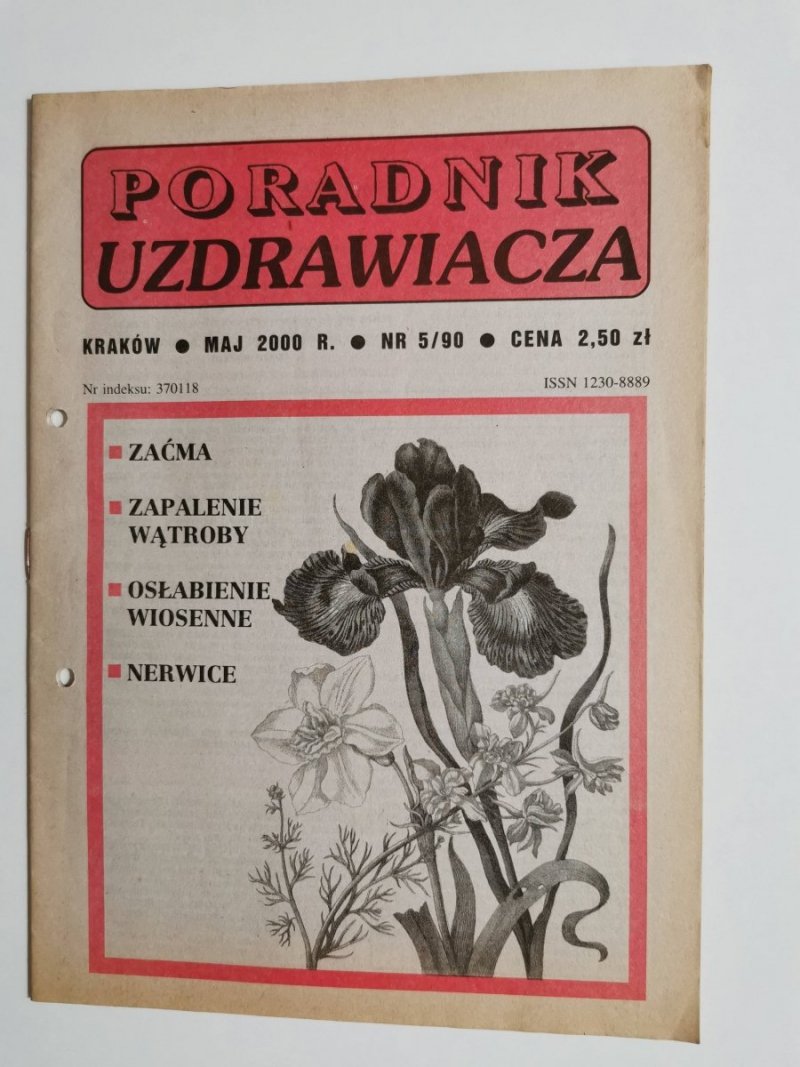 PORADNIK
UZDRAWIACZA
KRAKÓW ● MAJ 2000 R. ● NR 5/90 ● CENA 2,50 zł
Nr indeksu: 370118 ISSN 1230-8889
■ ZAĆMA
■ ZAPALENIE
WĄTROBY
■ OSŁABIENIE
WIOSENNE
■ NERWICE